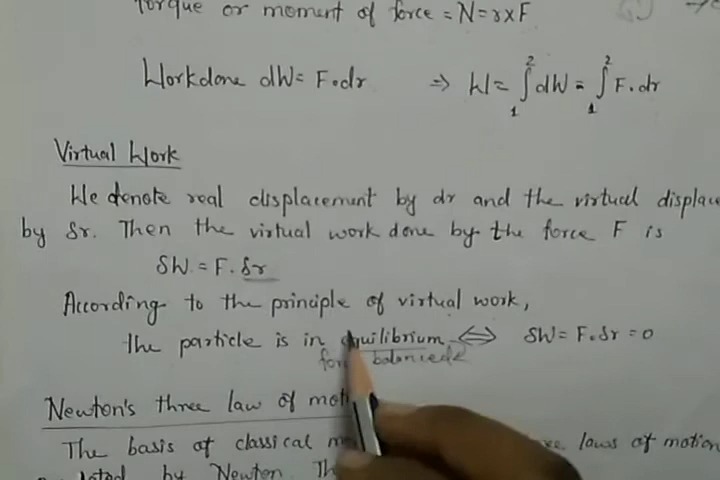 Torque or moment of force = N = r x F
Workdone dW = F.dr ⇒ W = ∫₁² dW = ∫₁² F.dr
Virtual Work
We denote real displacement by dr and the virtual displace
by δr. Then the virtual work done by the force F is
δW = F.δr
According to the principle of virtual work,
the particle is in equilibrium ⇔ δW = F.δr = 0
Newton's three law of moti
The basis of classical m laws of motion
by Newton. Th